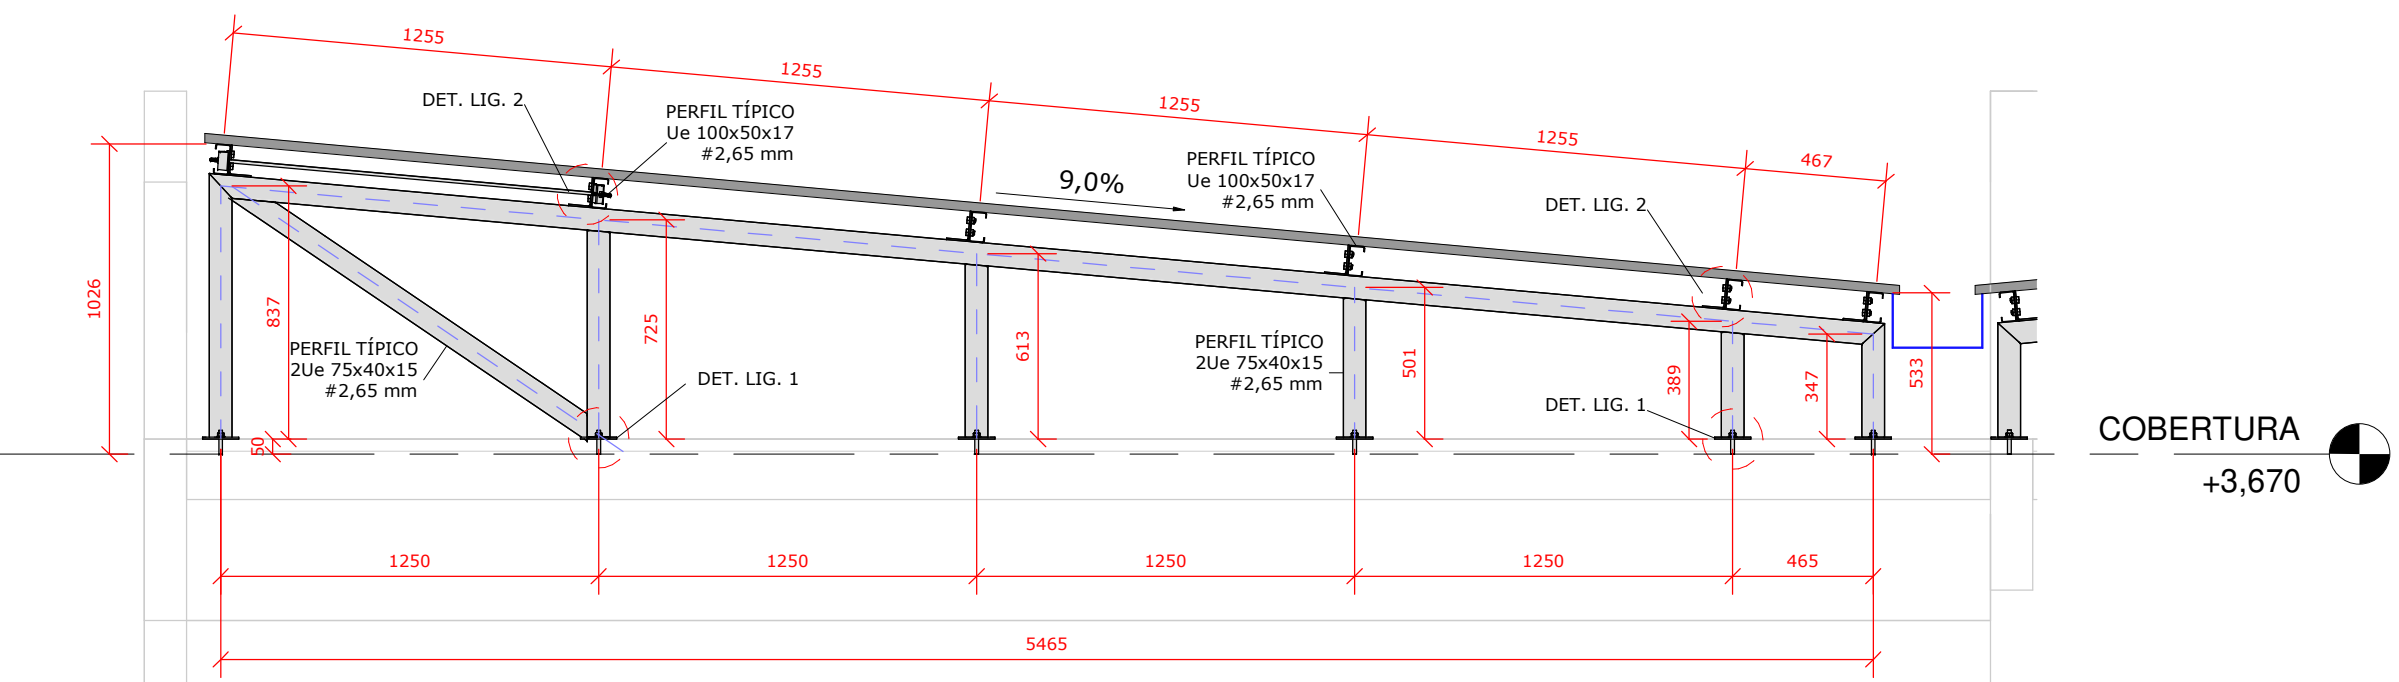 1255
1255
1255
1255
467
DET. LIG. 2
PERFIL TÍPICO
Ue 100x50x17
#2,65 mm
9,0%
PERFIL TÍPICO
Ue 100x50x17
#2,65 mm
DET. LIG. 2
1026
837
725
613
501
389
347
533
50
PERFIL TÍPICO
2Ue 75x40x15
#2,65 mm
DET. LIG. 1
PERFIL TÍPICO
2Ue 75x40x15
#2,65 mm
DET. LIG. 1
COBERTURA
+3,670
1250
1250
1250
1250
465
5465